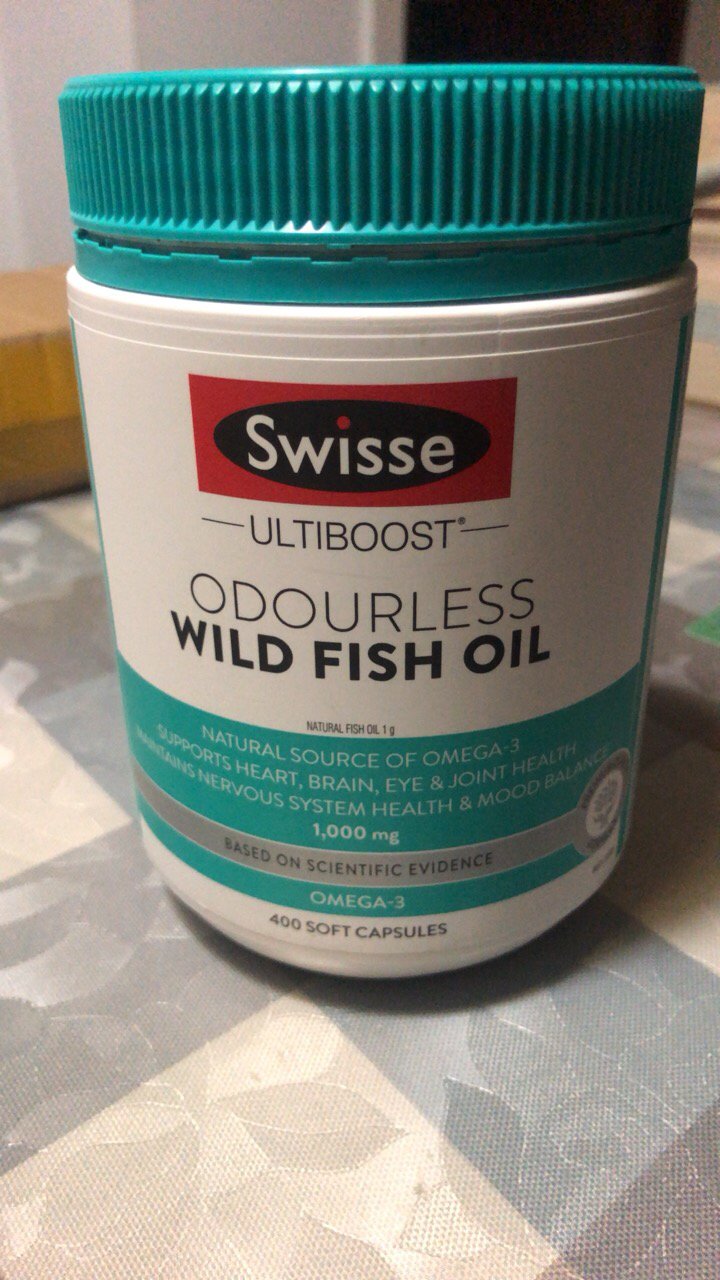 Swisse
ULTIBOOST®
ODOURLESS
WILD FISH OIL
NATURAL FISH OIL 1 g
NATURAL SOURCE OF OMEGA-3
SUPPORTS HEART, BRAIN, EYE & JOINT HEALTH
MAINTAINS NERVOUS SYSTEM HEALTH & MOOD BALANCE
1,000 mg
BASED ON SCIENTIFIC EVIDENCE
OMEGA-3
400 SOFT CAPSULES